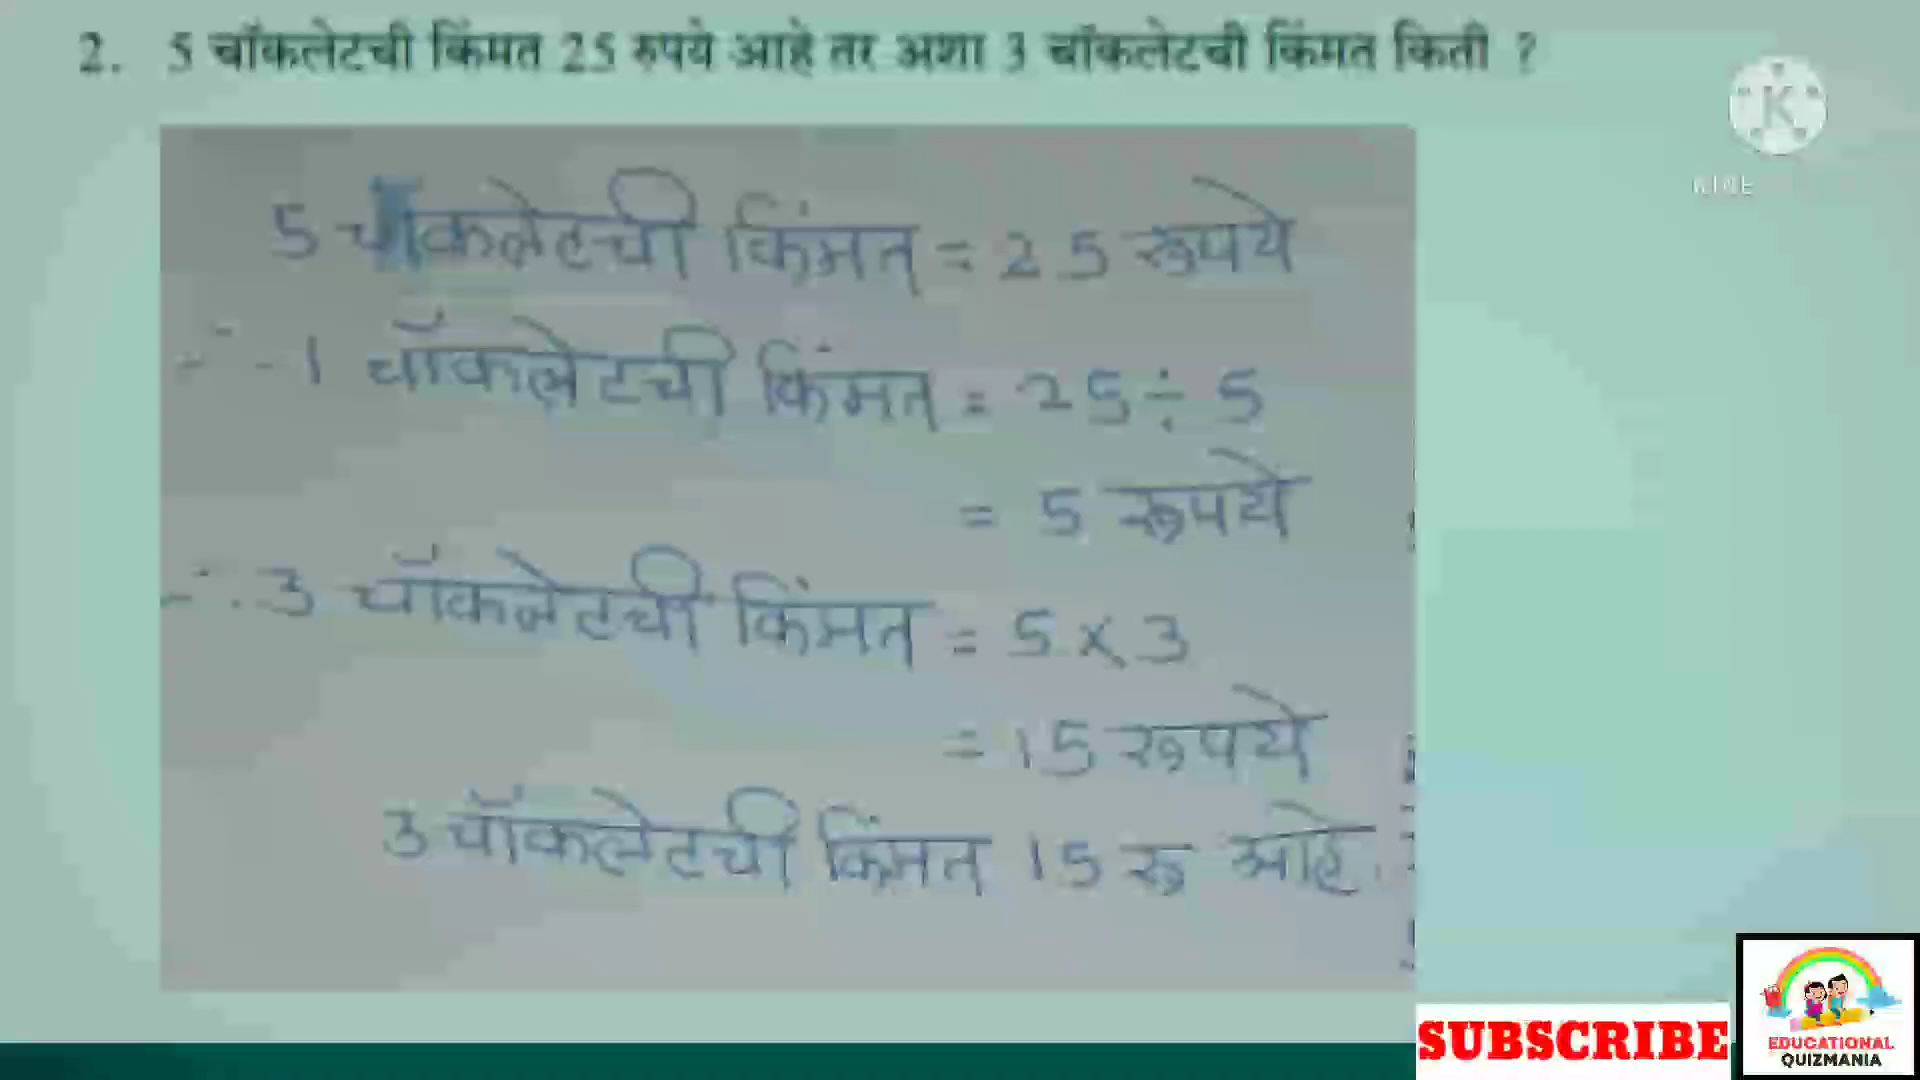 2. 5 चॉकलेटची किंमत 25 रुपये आहे तर अशा 3 चॉकलेटची किंमत किती ?
K
KINE
5 चॉकलेटची किंमत = 25 रूपये
∴ 1 चॉकलेटची किंमत = 25 ÷ 5
= 5 रूपये
∴ 3 चॉकलेटची किंमत = 5 x 3
= 15 रूपये
3 चॉकलेटची किंमत 15 रू आहे.
SUBSCRIBE
EDUCATIONAL
QUIZMANIA